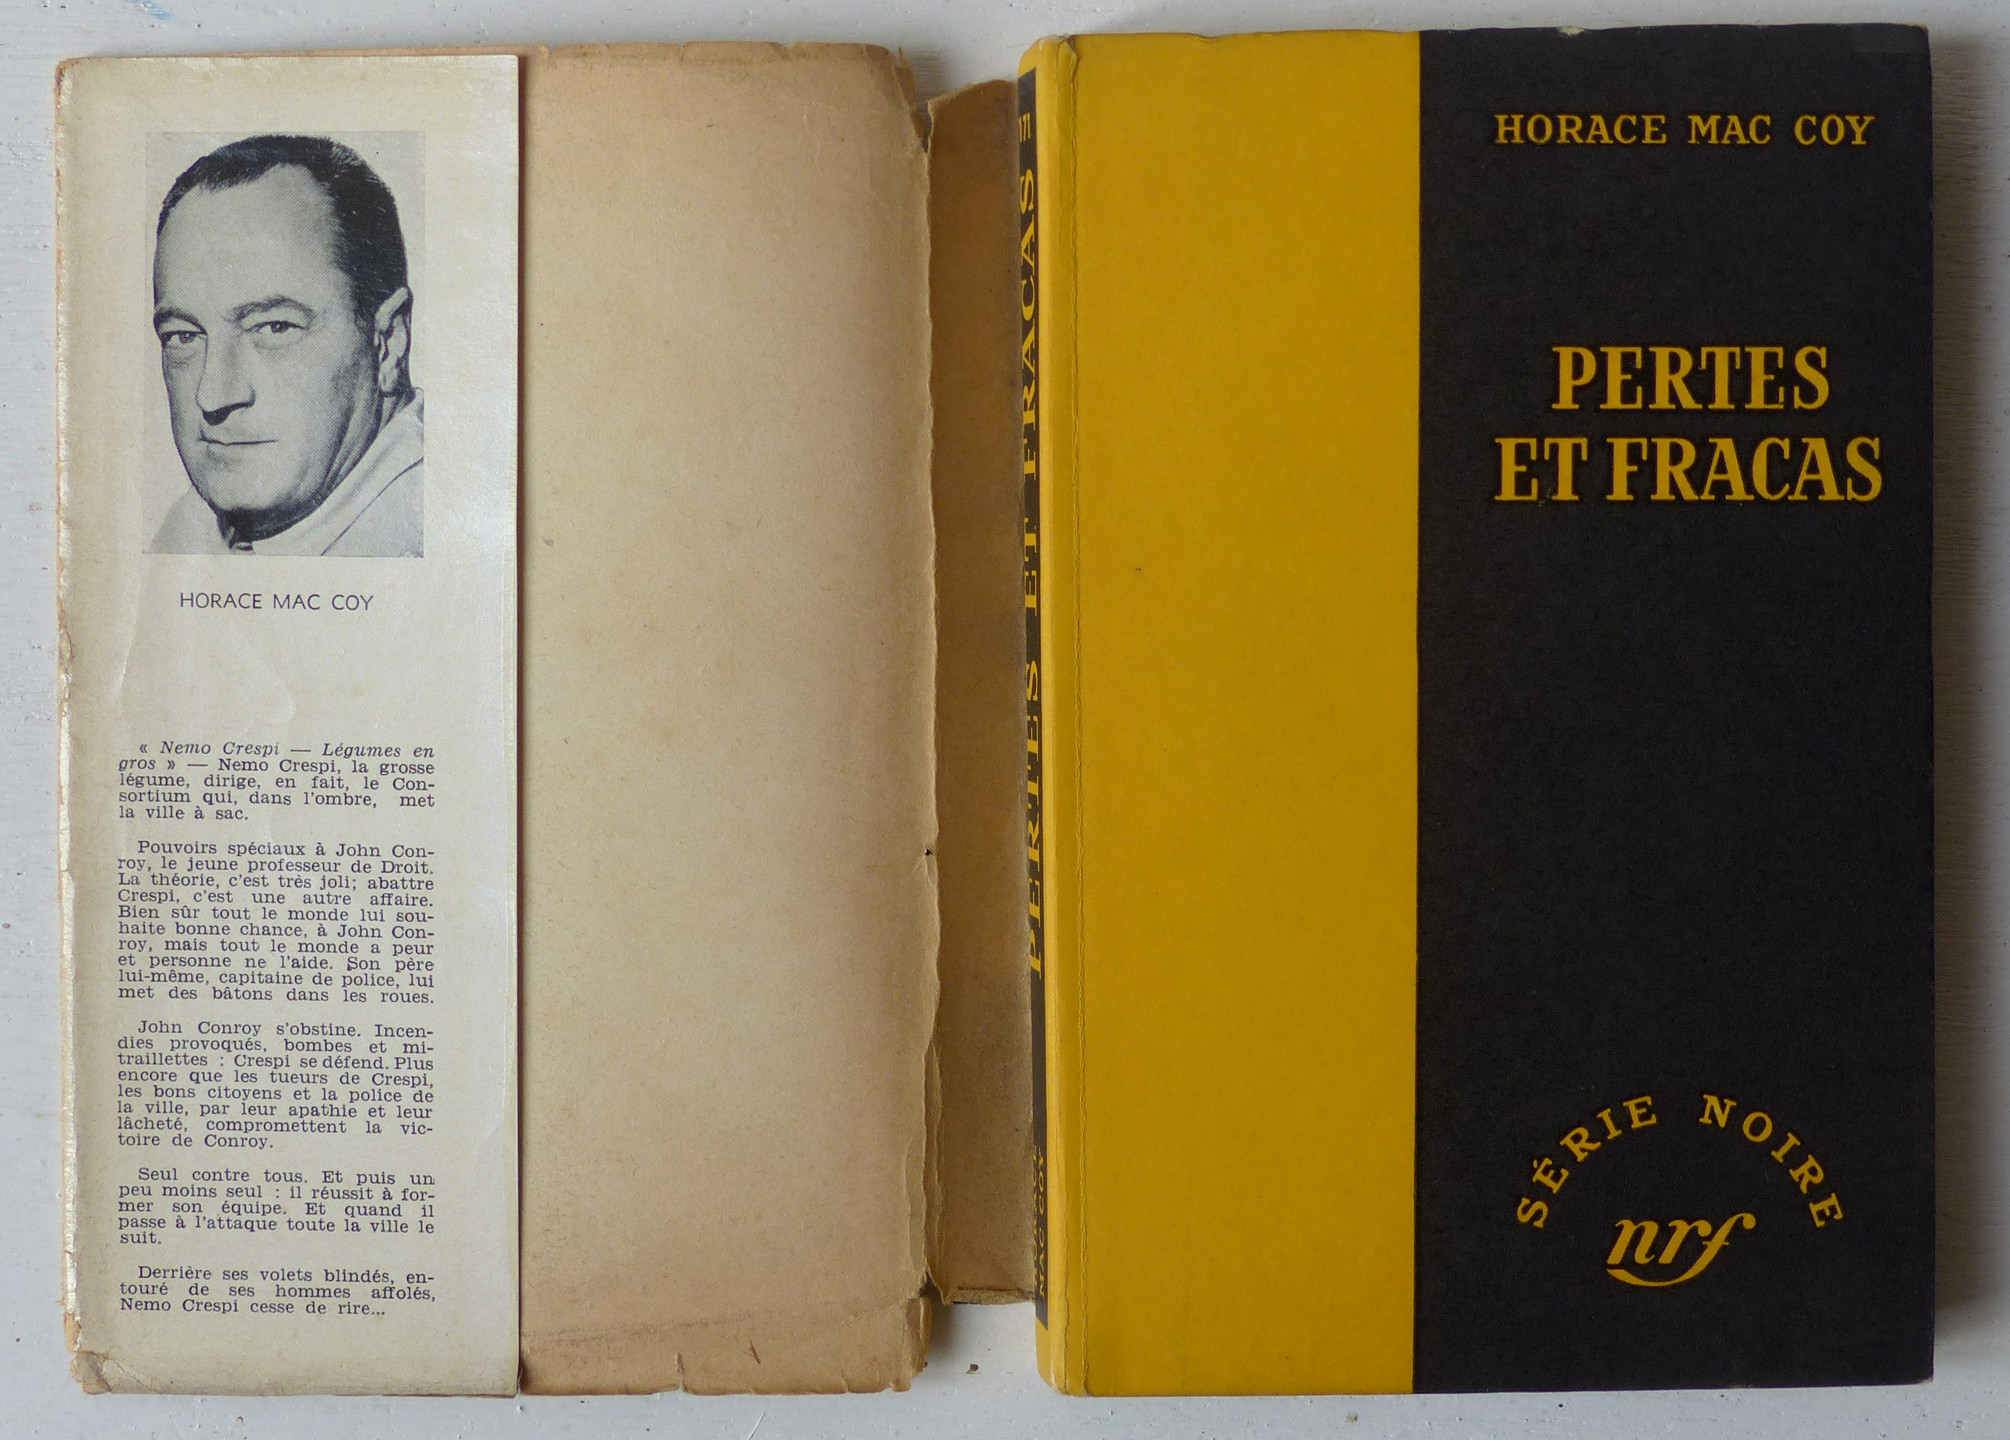 HORACE MAC COY
« Nemo Crespi — Légumes en
gros » — Nemo Crespi, la grosse
légume, dirige, en fait, le Con-
sortium qui, dans l'ombre, met
la ville à sac.
Pouvoirs spéciaux à John Con-
roy, le jeune professeur de Droit.
La théorie, c'est très joli; abattre
Crespi, c'est une autre affaire.
Bien sûr tout le monde lui sou-
haite bonne chance, à John Con-
roy, mais tout le monde a peur
et personne ne l'aide. Son père
lui-même, capitaine de police, lui
met des bâtons dans les roues.
John Conroy s'obstine. Incen-
dies provoqués, bombes et mi-
traillettes : Crespi se défend. Plus
encore que les tueurs de Crespi,
les bons citoyens et la police de
la ville, par leur apathie et leur
lâcheté, compromettent la vic-
toire de Conroy.
Seul contre tous. Et puis un
peu moins seul : il réussit à for-
mer son équipe. Et quand il
passe à l'attaque toute la ville le
suit.
Derrière ses volets blindés, en-
touré de ses hommes affolés,
Nemo Crespi cesse de rire...
171
PERTES ET FRACAS
HORACE
MAC COY
HORACE MAC COY
PERTES
ET FRACAS
SÉRIE NOIRE
nrf